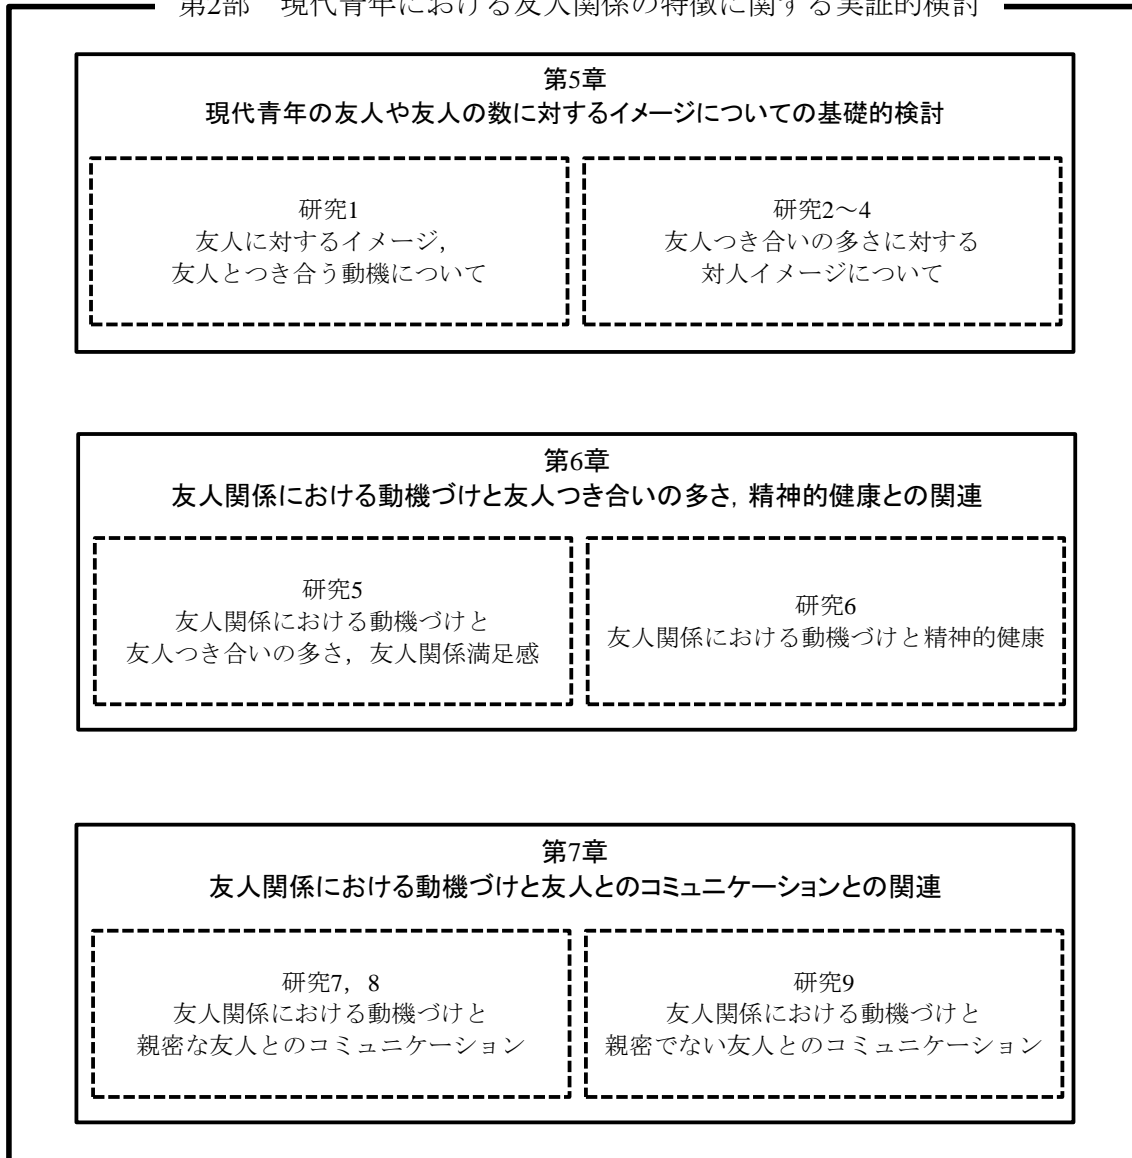 第2部　現代青年における友人関係の特徴に関する実証的検討
第5章
現代青年の友人や友人の数に対するイメージについての基礎的検討
研究1
友人に対するイメージ,
友人とつき合う動機について
研究2～4
友人つき合いの多さに対する
対人イメージについて
第6章
友人関係における動機づけと友人つき合いの多さ, 精神的健康との関連
研究5
友人関係における動機づけと
友人つき合いの多さ, 友人関係満足感
研究6
友人関係における動機づけと精神的健康
第7章
友人関係における動機づけと友人とのコミュニケーションとの関連
研究7, 8
友人関係における動機づけと
親密な友人とのコミュニケーション
研究9
友人関係における動機づけと
親密でない友人とのコミュニケーション